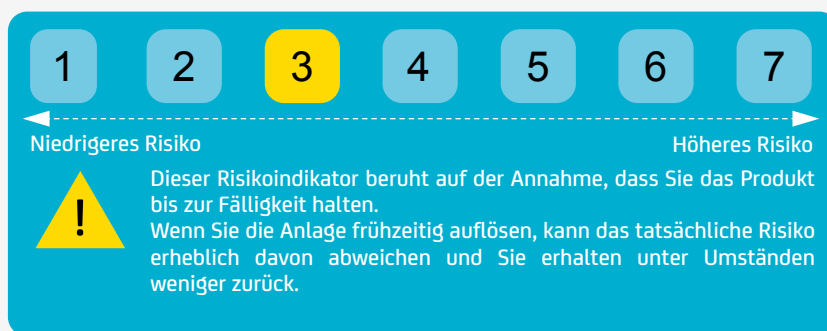 1 2 3 4 5 6 7
Niedrigeres Risiko Höheres Risiko
!
Dieser Risikoindikator beruht auf der Annahme, dass Sie das Produkt
bis zur Fälligkeit halten.
Wenn Sie die Anlage frühzeitig auflösen, kann das tatsächliche Risiko
erheblich davon abweichen und Sie erhalten unter Umständen
weniger zurück.